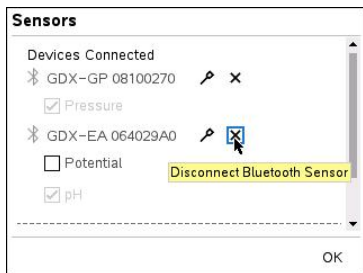 Sensors
Devices Connected
GDX-GP 08100270
Pressure
GDX-EA 064029A0
Potential
Disconnect Bluetooth Sensor
pH
OK